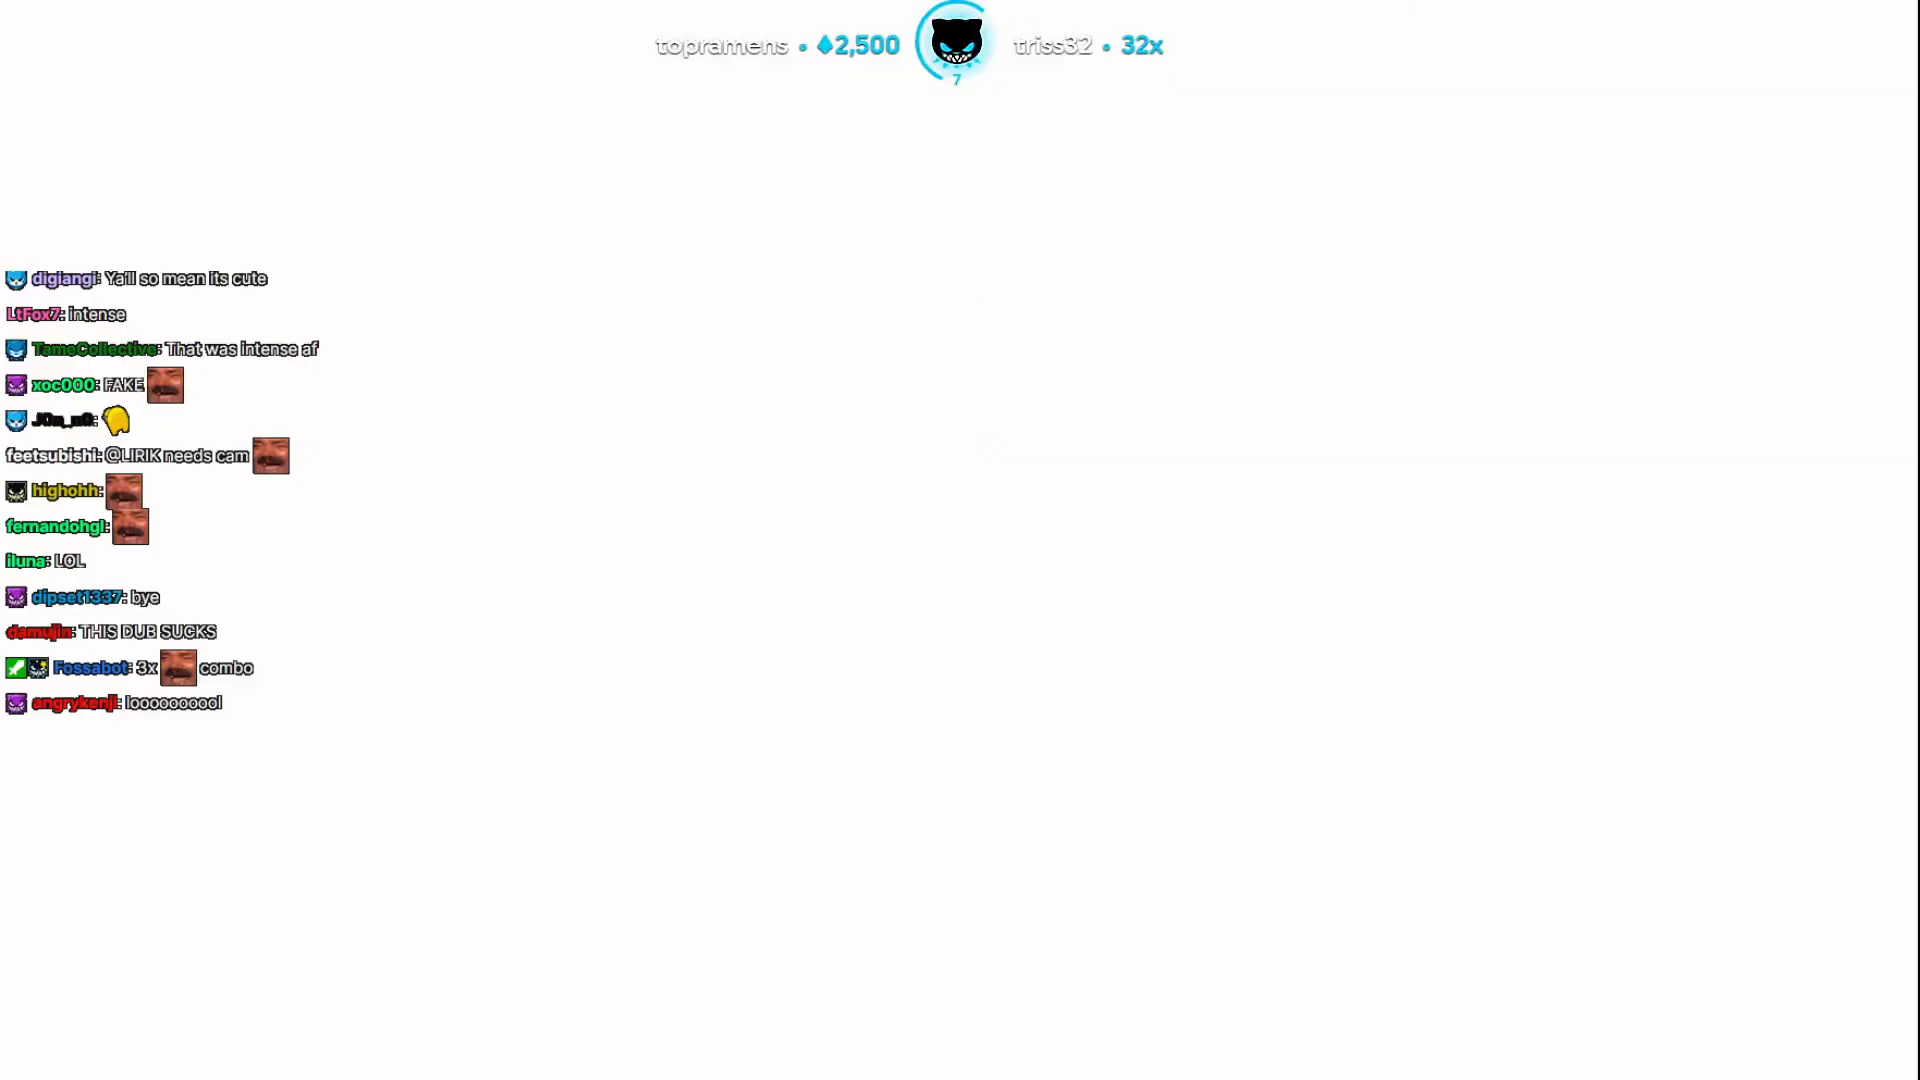 topramens • 2,500
7
triss32 • 32x
digiangi: Ya'll so mean its cute
LtFox7: intense
TameCollective: That was intense af
xoc000: FAKE
feetsubishi: @LIRIK needs cam
highohh:
fernandohgl:
iluna: LOL
dipset1337: bye
damujin: THIS DUB SUCKS
Fossabot: 3x combo
angrykenji: looooooooool